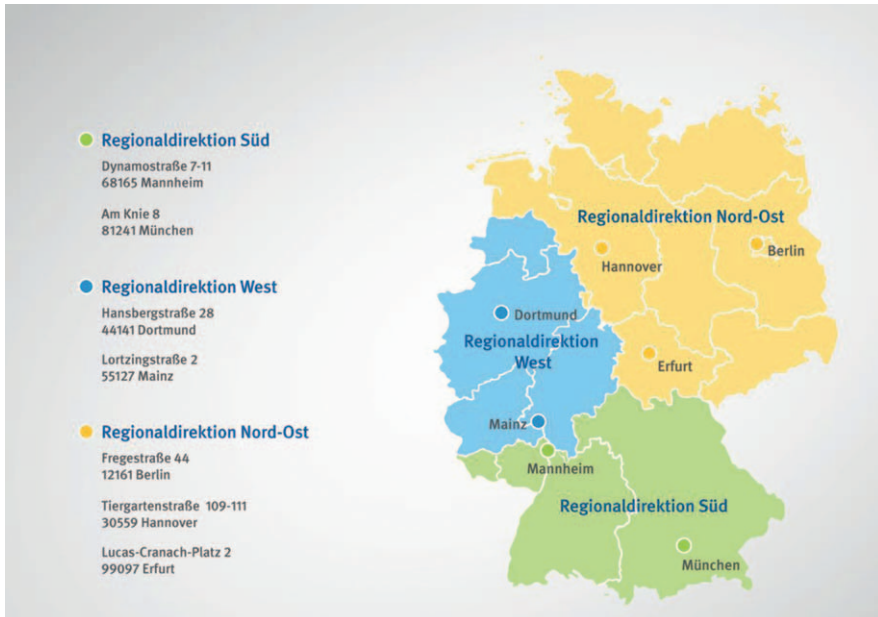 Regionaldirektion Süd
Dynamostraße 7-11
68165 Mannheim
Am Knie 8
81241 München
Regionaldirektion West
Hansbergstraße 28
44141 Dortmund
Lortzingstraße 2
55127 Mainz
Regionaldirektion Nord-Ost
Fregestraße 44
12161 Berlin
Tiergartenstraße 109-111
30559 Hannover
Lucas-Cranach-Platz 2
99097 Erfurt
Regionaldirektion Nord-Ost
Berlin
Hannover
Dortmund
Regionaldirektion
West
Erfurt
Mainz
Mannheim
Regionaldirektion Süd
München